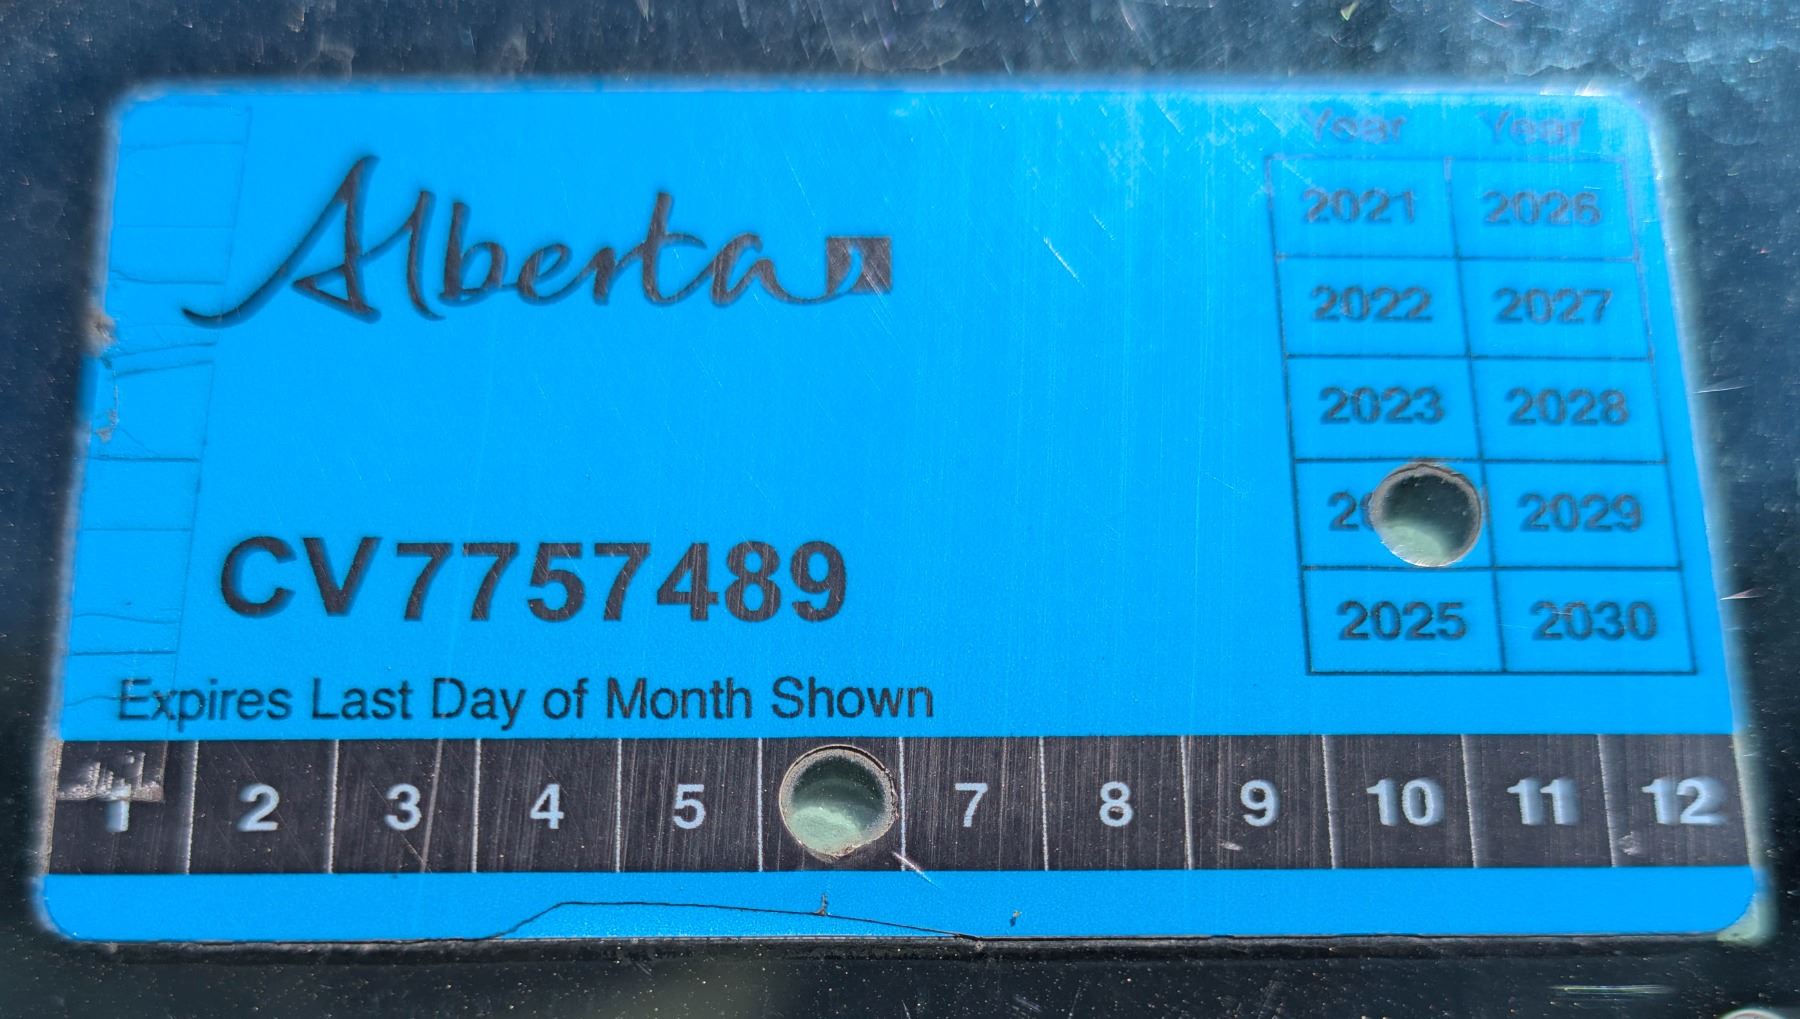 Alberta
Year Year
2021 2026
2022 2027
2023 2028
2029
2025 2030
CV7757489
Expires Last Day of Month Shown
1 2 3 4 5 7 8 9 10 11 12